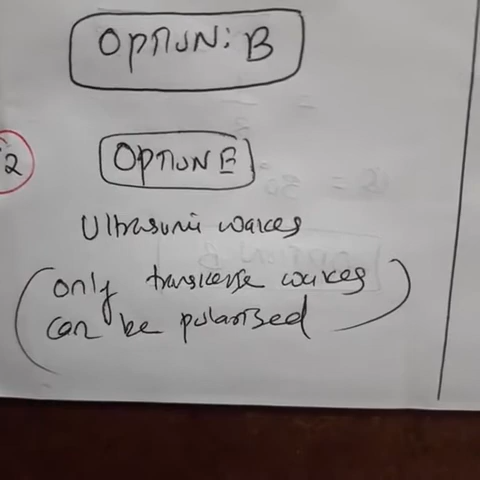 OPTION: B
2
OPTION E
Ultrasonic waves
(only transverse waves
can be polarised)